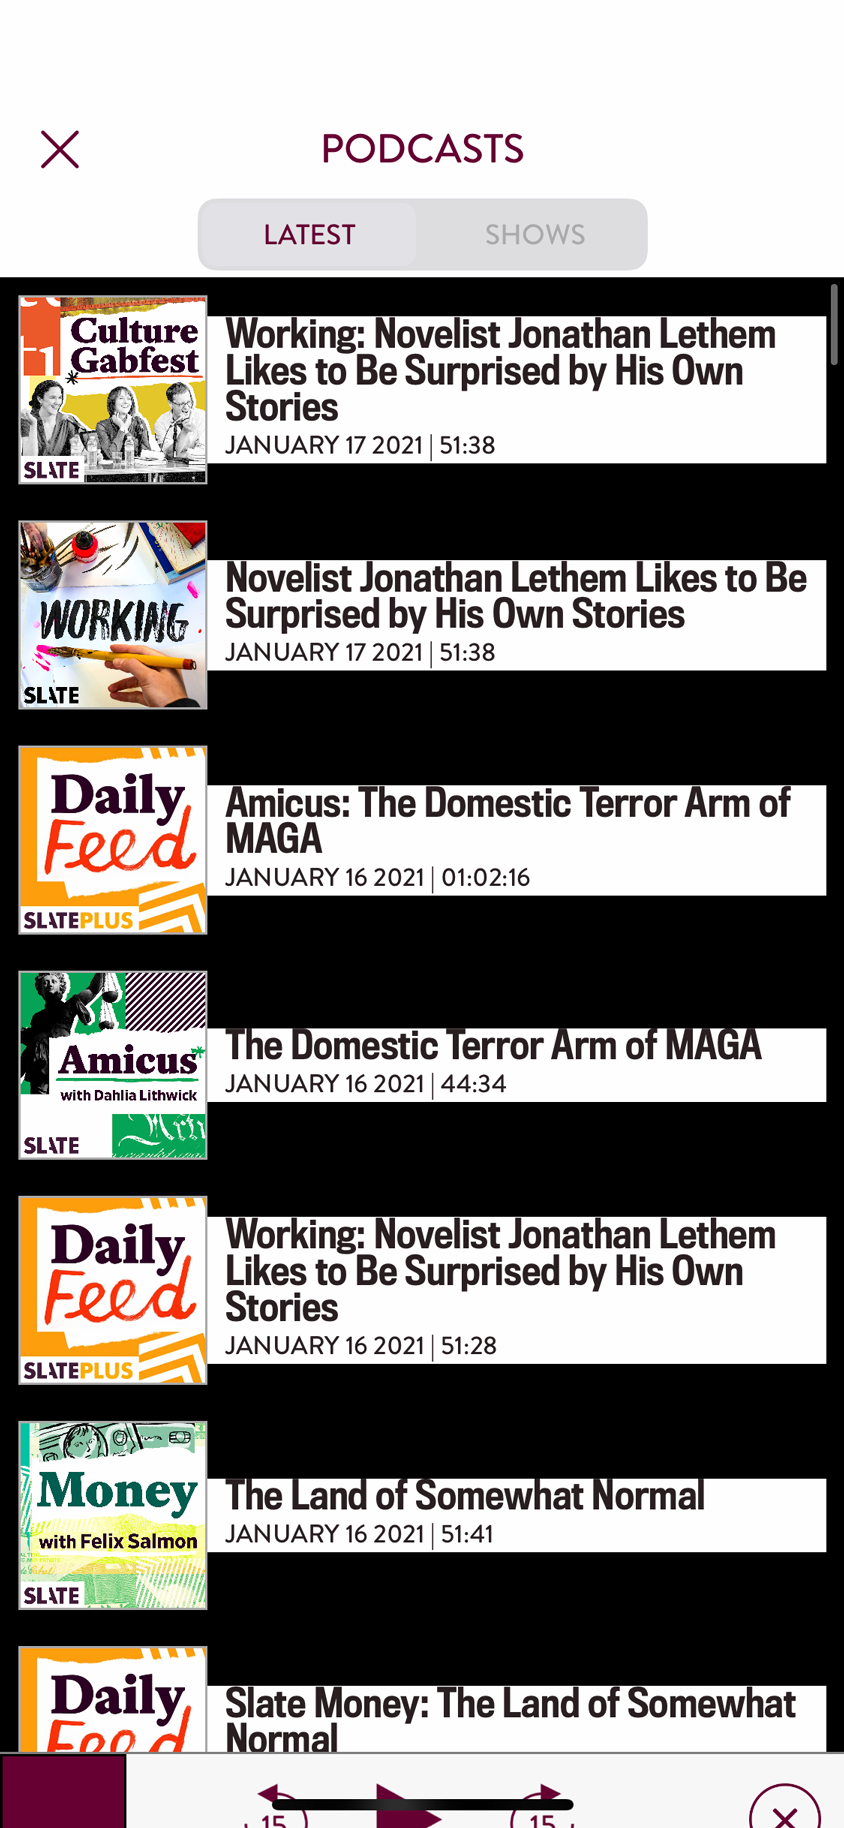 PODCASTS
LATEST
SHOWS
Culture
Gabfest
SLATE
Working: Novelist Jonathan Lethem
Likes to Be Surprised by His Own
Stories
JANUARY 17 2021 | 51:38
WORKING
SLATE
Novelist Jonathan Lethem Likes to Be
Surprised by His Own Stories
JANUARY 17 2021 | 51:38
Daily
Feed
SLATEPLUS
Amicus: The Domestic Terror Arm of
MAGA
JANUARY 16 2021 | 01:02:16
Amicus
with Dahlia Lithwick
SLATE
The Domestic Terror Arm of MAGA
JANUARY 16 2021 | 44:34
Daily
Feed
SLATEPLUS
Working: Novelist Jonathan Lethem
Likes to Be Surprised by His Own
Stories
JANUARY 16 2021 | 51:28
Money
with Felix Salmon
SLATE
The Land of Somewhat Normal
JANUARY 16 2021 | 51:41
Daily
Feed
Slate Money: The Land of Somewhat
Normal
15
15